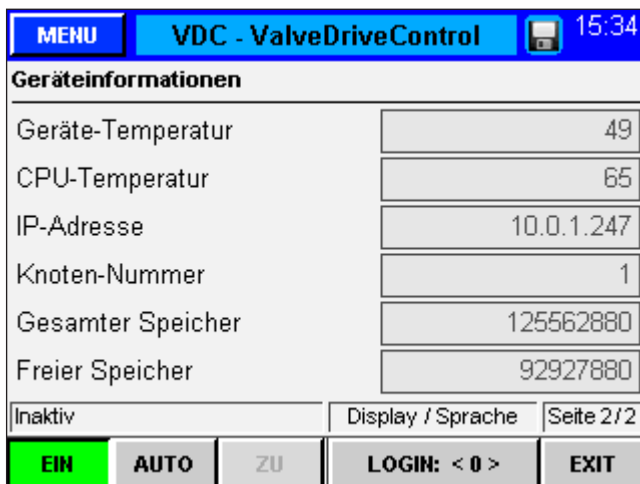 MENU VDC - ValveDriveControl 15:34
Geräteinformationen
Geräte-Temperatur 49
CPU-Temperatur 65
IP-Adresse 10.0.1.247
Knoten-Nummer 1
Gesamter Speicher 125562880
Freier Speicher 92927880
Inaktiv Display / Sprache Seite 2/2
EIN AUTO ZU LOGIN: < 0 > EXIT